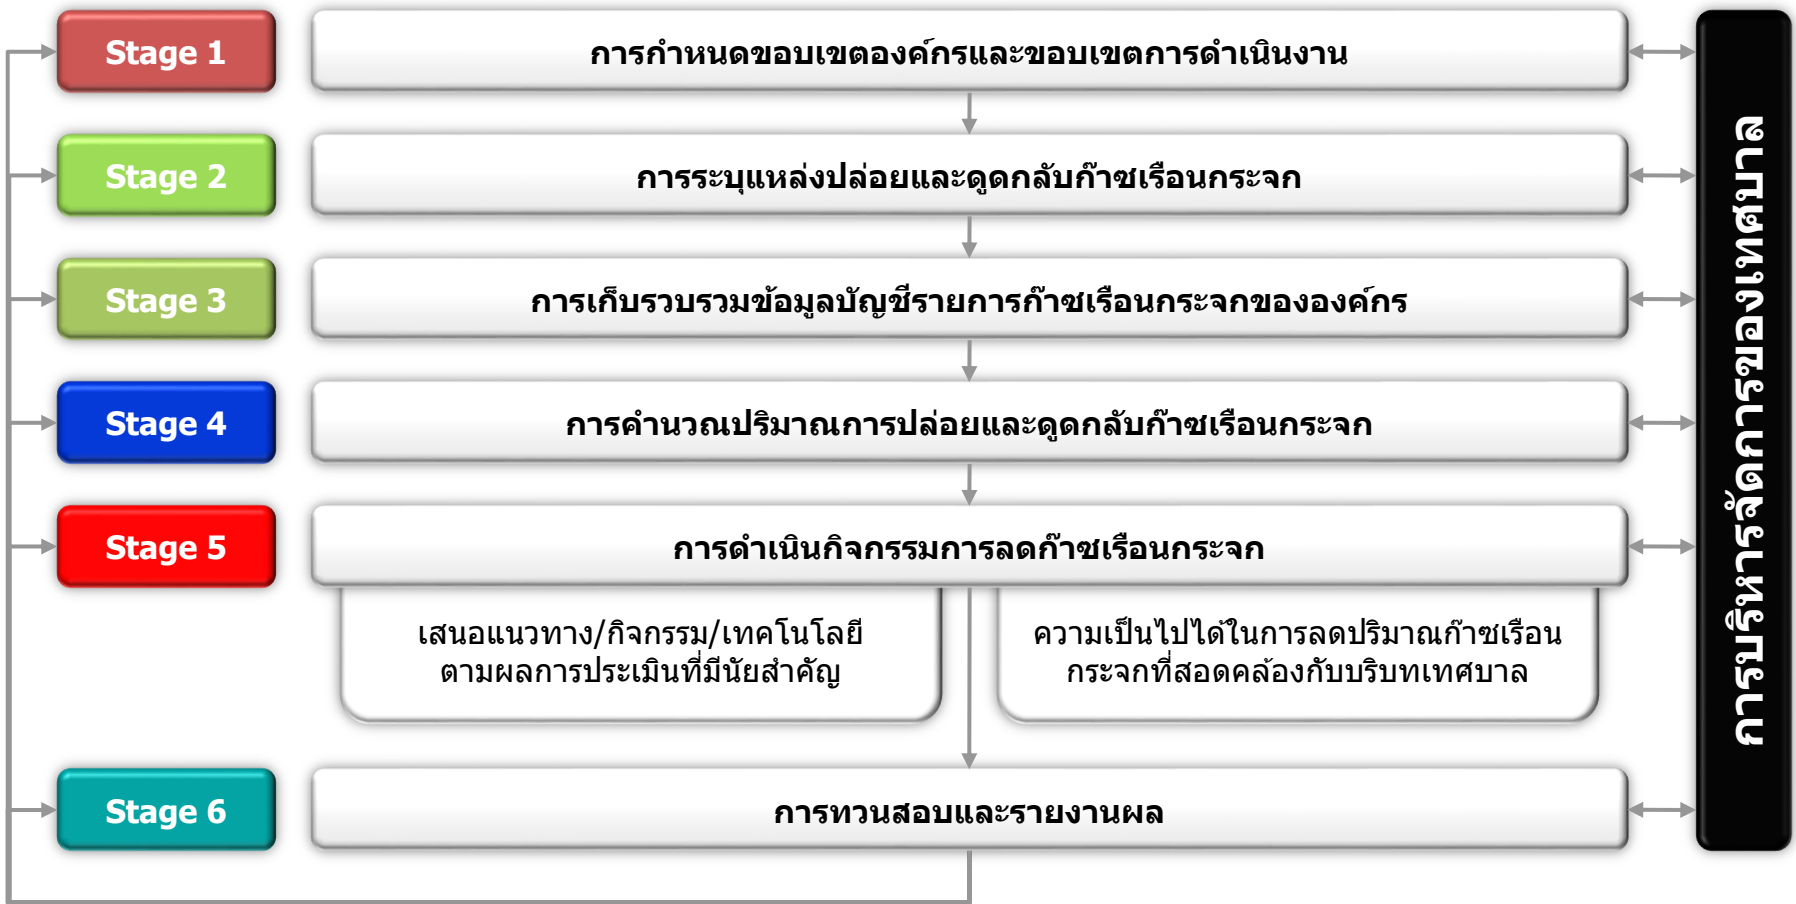 Stage 1
การกำหนดขอบเขตองค์กรและขอบเขตการดำเนินงาน
Stage 2
การระบุแหล่งปล่อยและดูดกลับก๊าซเรือนกระจก
Stage 3
การเก็บรวบรวมข้อมูลบัญชีรายการก๊าซเรือนกระจกขององค์กร
Stage 4
การคำนวณปริมาณการปล่อยและดูดกลับก๊าซเรือนกระจก
Stage 5
การดำเนินกิจกรรมการลดก๊าซเรือนกระจก
เสนอแนวทาง/กิจกรรม/เทคโนโลยี
ตามผลการประเมินที่มีนัยสำคัญ
ความเป็นไปได้ในการลดปริมาณก๊าซเรือน
กระจกที่สอดคล้องกับบริบทเทศบาล
Stage 6
การทวนสอบและรายงานผล
การบริหารจัดการของเทศบาล